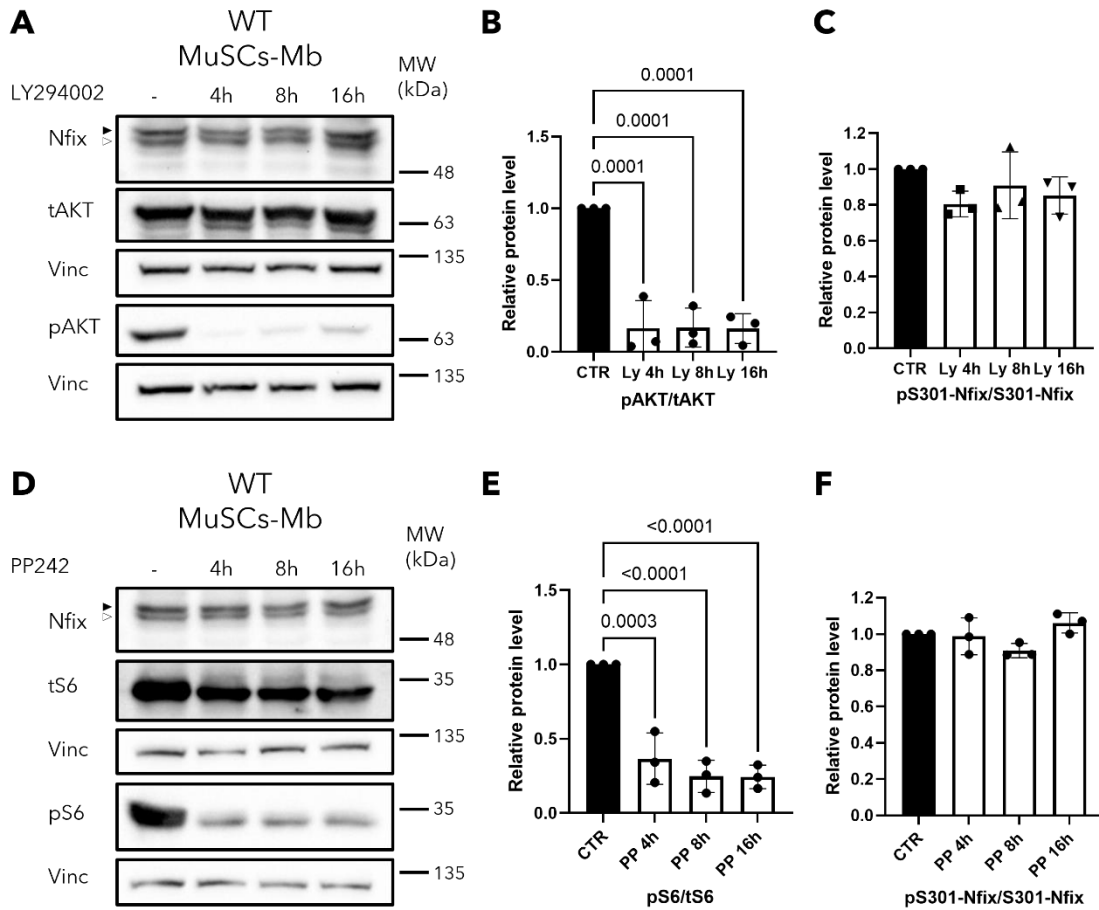 A
WT
MuSCs-Mb
MW
(kDa)
LY294002 - 4h 8h 16h
Nfix
48
tAKT
63
Vinc
135
pAKT
63
Vinc
135
B
0.0001
0.0001
0.0001
Relative protein level
1.5
1.0
0.5
0.0
CTR Ly 4h Ly 8h Ly 16h
pAKT/tAKT
C
Relative protein level
1.2
1.0
0.8
0.6
0.4
0.2
0.0
CTR Ly 4h Ly 8h Ly 16h
pS301-Nfix/S301-Nfix
D
WT
MuSCs-Mb
MW
(kDa)
PP242 - 4h 8h 16h
Nfix
48
tS6
35
Vinc
135
pS6
35
Vinc
135
E
<0.0001
<0.0001
0.0003
Relative protein level
1.5
1.0
0.5
0.0
CTR PP 4h PP 8h PP 16h
pS6/tS6
F
Relative protein level
1.2
1.0
0.8
0.6
0.4
0.2
0.0
CTR PP 4h PP 8h PP 16h
pS301-Nfix/S301-Nfix